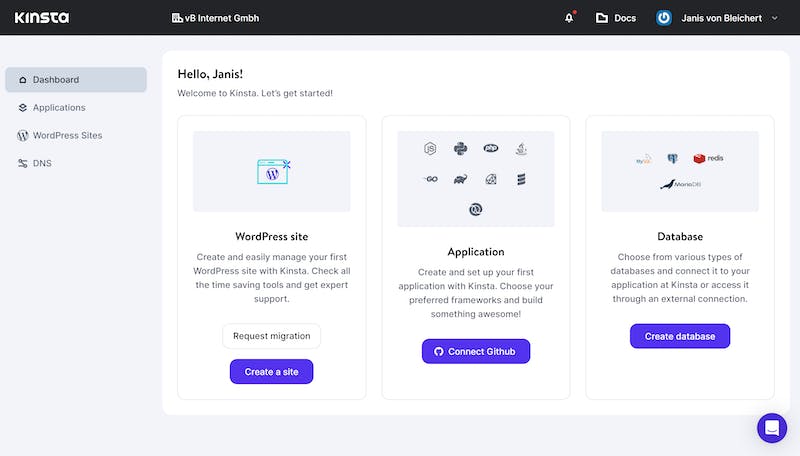 KINSTA
vB Internet Gmbh
Docs
Janis von Bleichert
Dashboard
Applications
WordPress Sites
DNS
Hello, Janis!
Welcome to Kinsta. Let's get started!
WordPress site
Create and easily manage your first
WordPress site with Kinsta. Check all
the time saving tools and get expert
support.
Request migration
Create a site
JS
php
GO
Application
Create and set up your first
application with Kinsta. Choose your
preferred frameworks and build
something awesome!
Connect Github
MySQL
redis
MariaDB
Database
Choose from various types of
databases and connect it to your
application at Kinsta or access it
through an external connection.
Create database